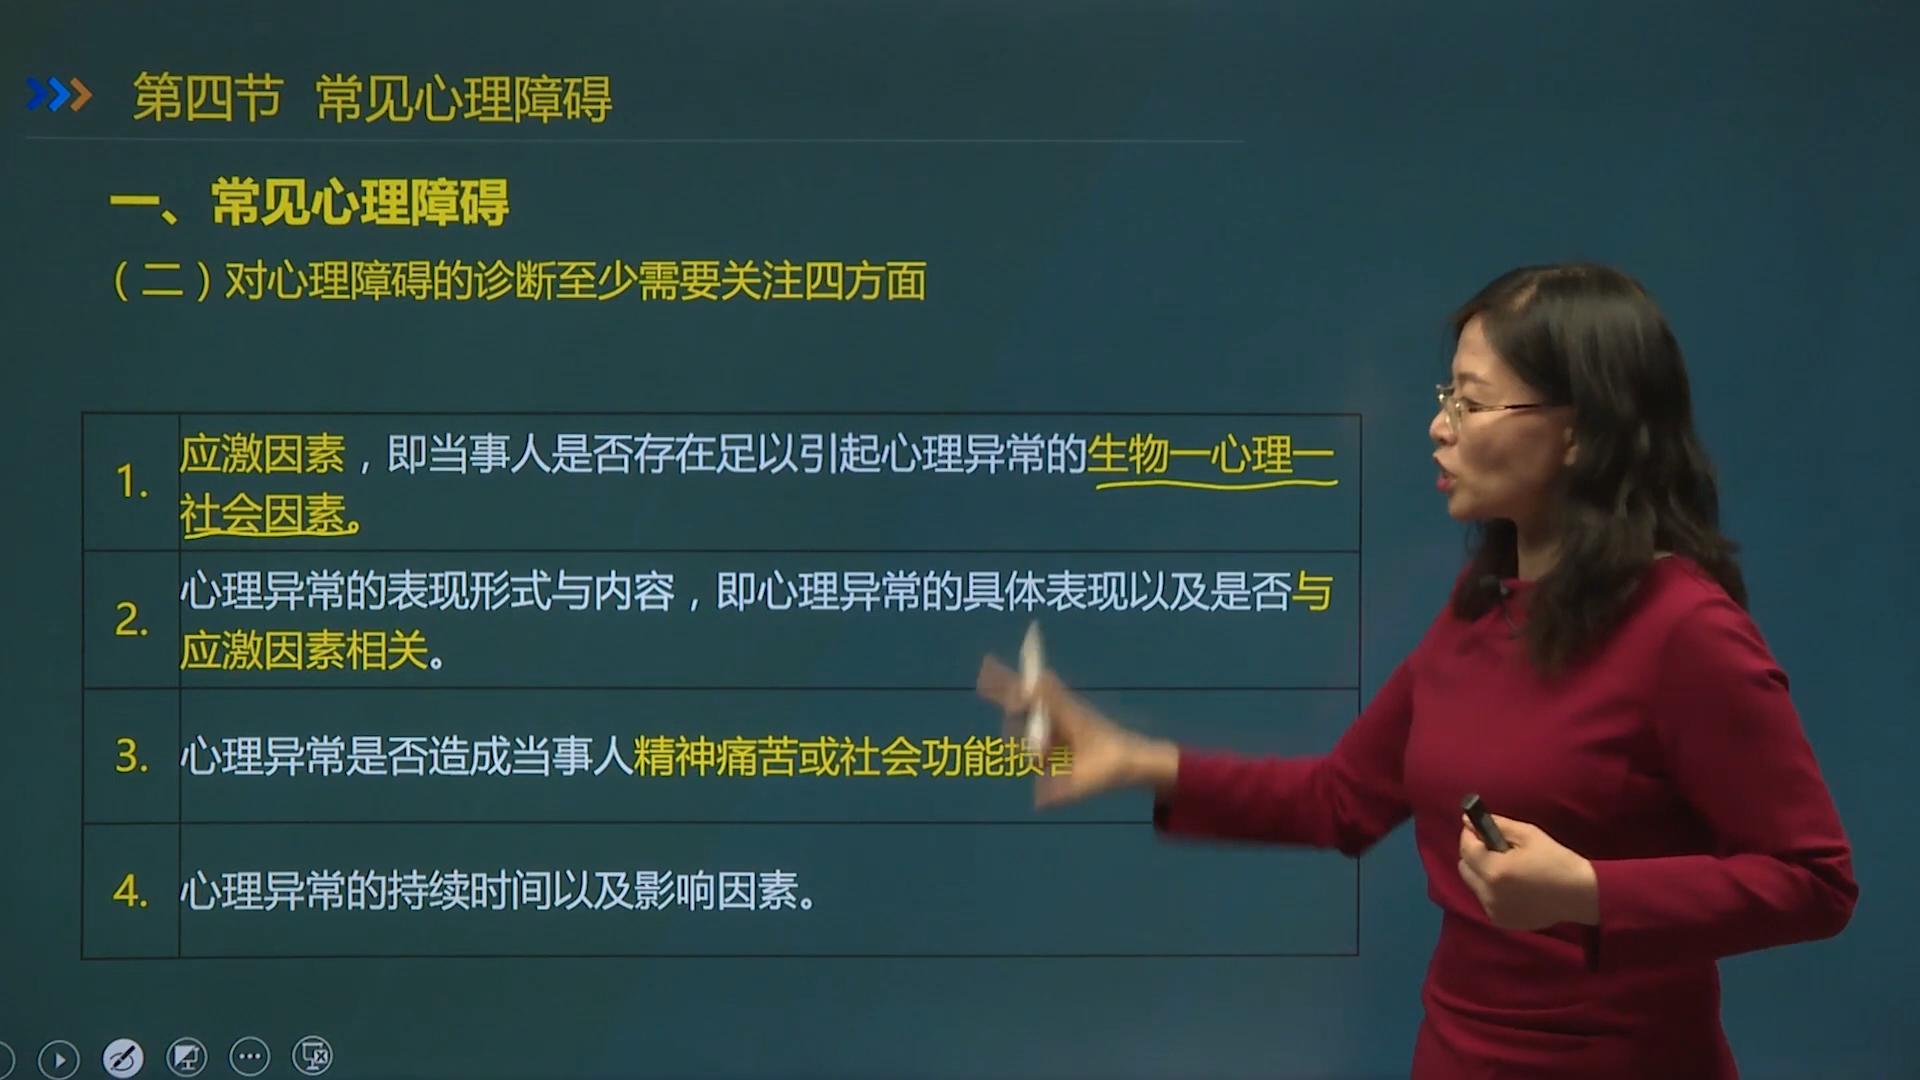 第四节 常见心理障碍
一、常见心理障碍
（二）对心理障碍的诊断至少需要关注四方面
1. 应激因素，即当事人是否存在足以引起心理异常的生物一心理一
社会因素。
2. 心理异常的表现形式与内容，即心理异常的具体表现以及是否与
应激因素相关。
3. 心理异常是否造成当事人精神痛苦或社会功能损害
4. 心理异常的持续时间以及影响因素。